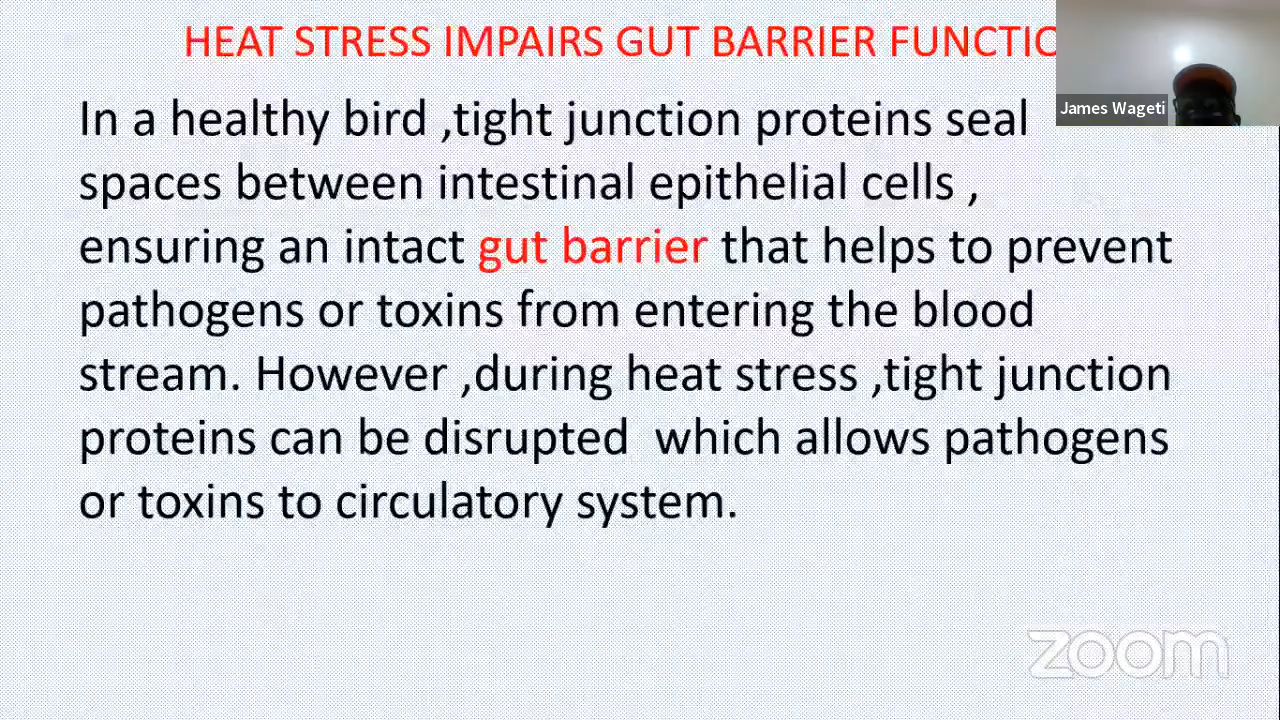 HEAT STRESS IMPAIRS GUT BARRIER FUNCTIO
James Wageti
In a healthy bird ,tight junction proteins seal
spaces between intestinal epithelial cells ,
ensuring an intact gut barrier that helps to prevent
pathogens or toxins from entering the blood
stream. However ,during heat stress ,tight junction
proteins can be disrupted  which allows pathogens
or toxins to circulatory system.
zoom